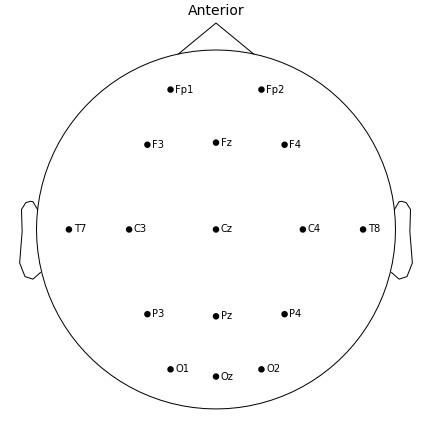 Anterior
Fp1 Fp2
F3 Fz F4
T7 C3 Cz C4 T8
P3 Pz P4
O1 Oz O2